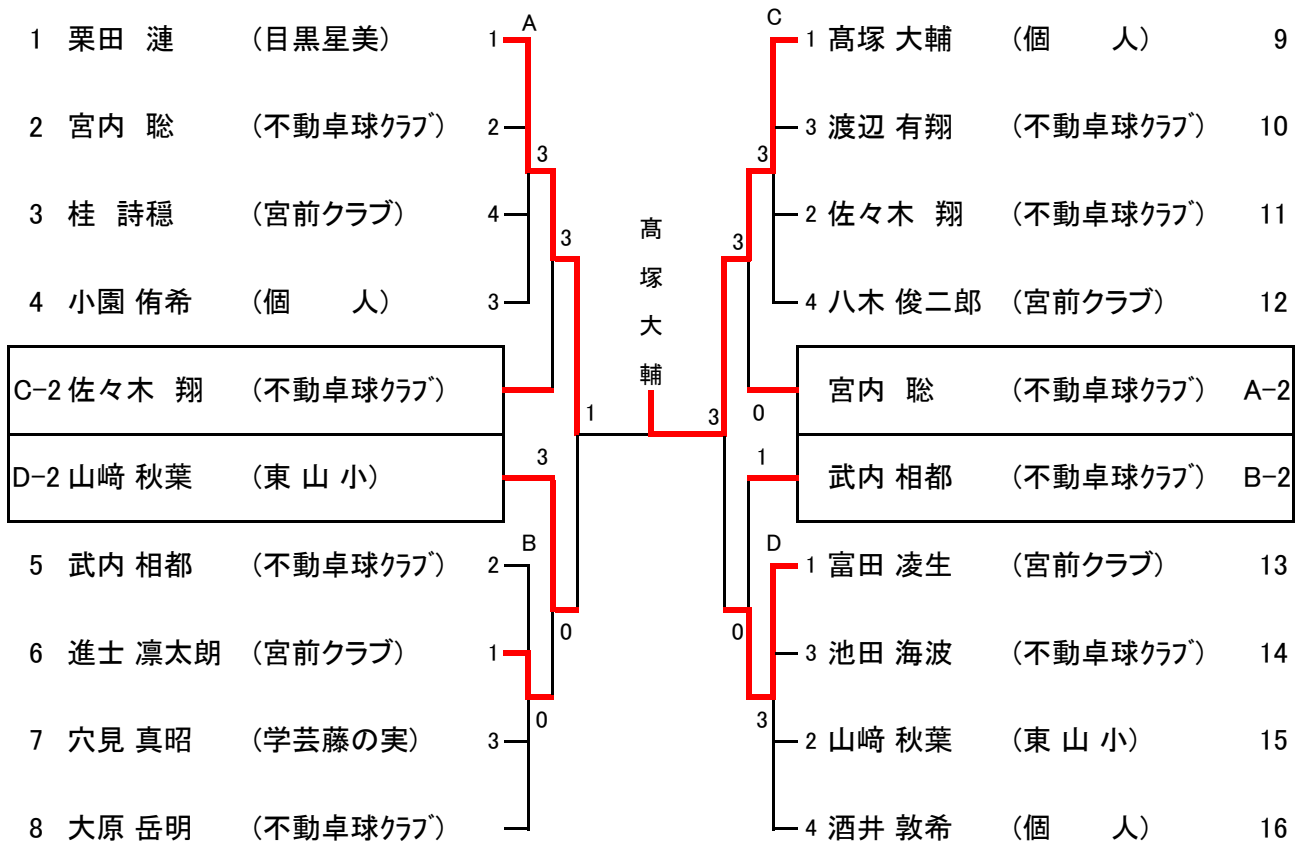 A
C
1 栗田 漣 (目黒星美) 1
1 髙塚 大輔 (個 人) 9
2 宮内 聡 (不動卓球ｸﾗﾌﾞ) 2
3 渡辺 有翔 (不動卓球ｸﾗﾌﾞ) 10
3
3
3 桂 詩穏 (宮前クラブ) 4
2 佐々木 翔 (不動卓球ｸﾗﾌﾞ) 11
3
髙塚大輔
3
4 小園 侑希 (個 人) 3
4 八木 俊二郎 (宮前クラブ) 12
C-2 佐々木 翔 (不動卓球ｸﾗﾌﾞ)
宮内 聡 (不動卓球ｸﾗﾌﾞ) A-2
1
3
0
3
1
D-2 山﨑 秋葉 (東 山 小)
武内 相都 (不動卓球ｸﾗﾌﾞ) B-2
B
D
5 武内 相都 (不動卓球ｸﾗﾌﾞ) 2
1 富田 凌生 (宮前クラブ) 13
0
0
6 進士 凛太朗 (宮前クラブ) 1
3 池田 海波 (不動卓球ｸﾗﾌﾞ) 14
0
3
7 穴見 真昭 (学芸藤の実) 3
2 山﨑 秋葉 (東 山 小) 15
8 大原 岳明 (不動卓球ｸﾗﾌﾞ)
4 酒井 敦希 (個 人) 16